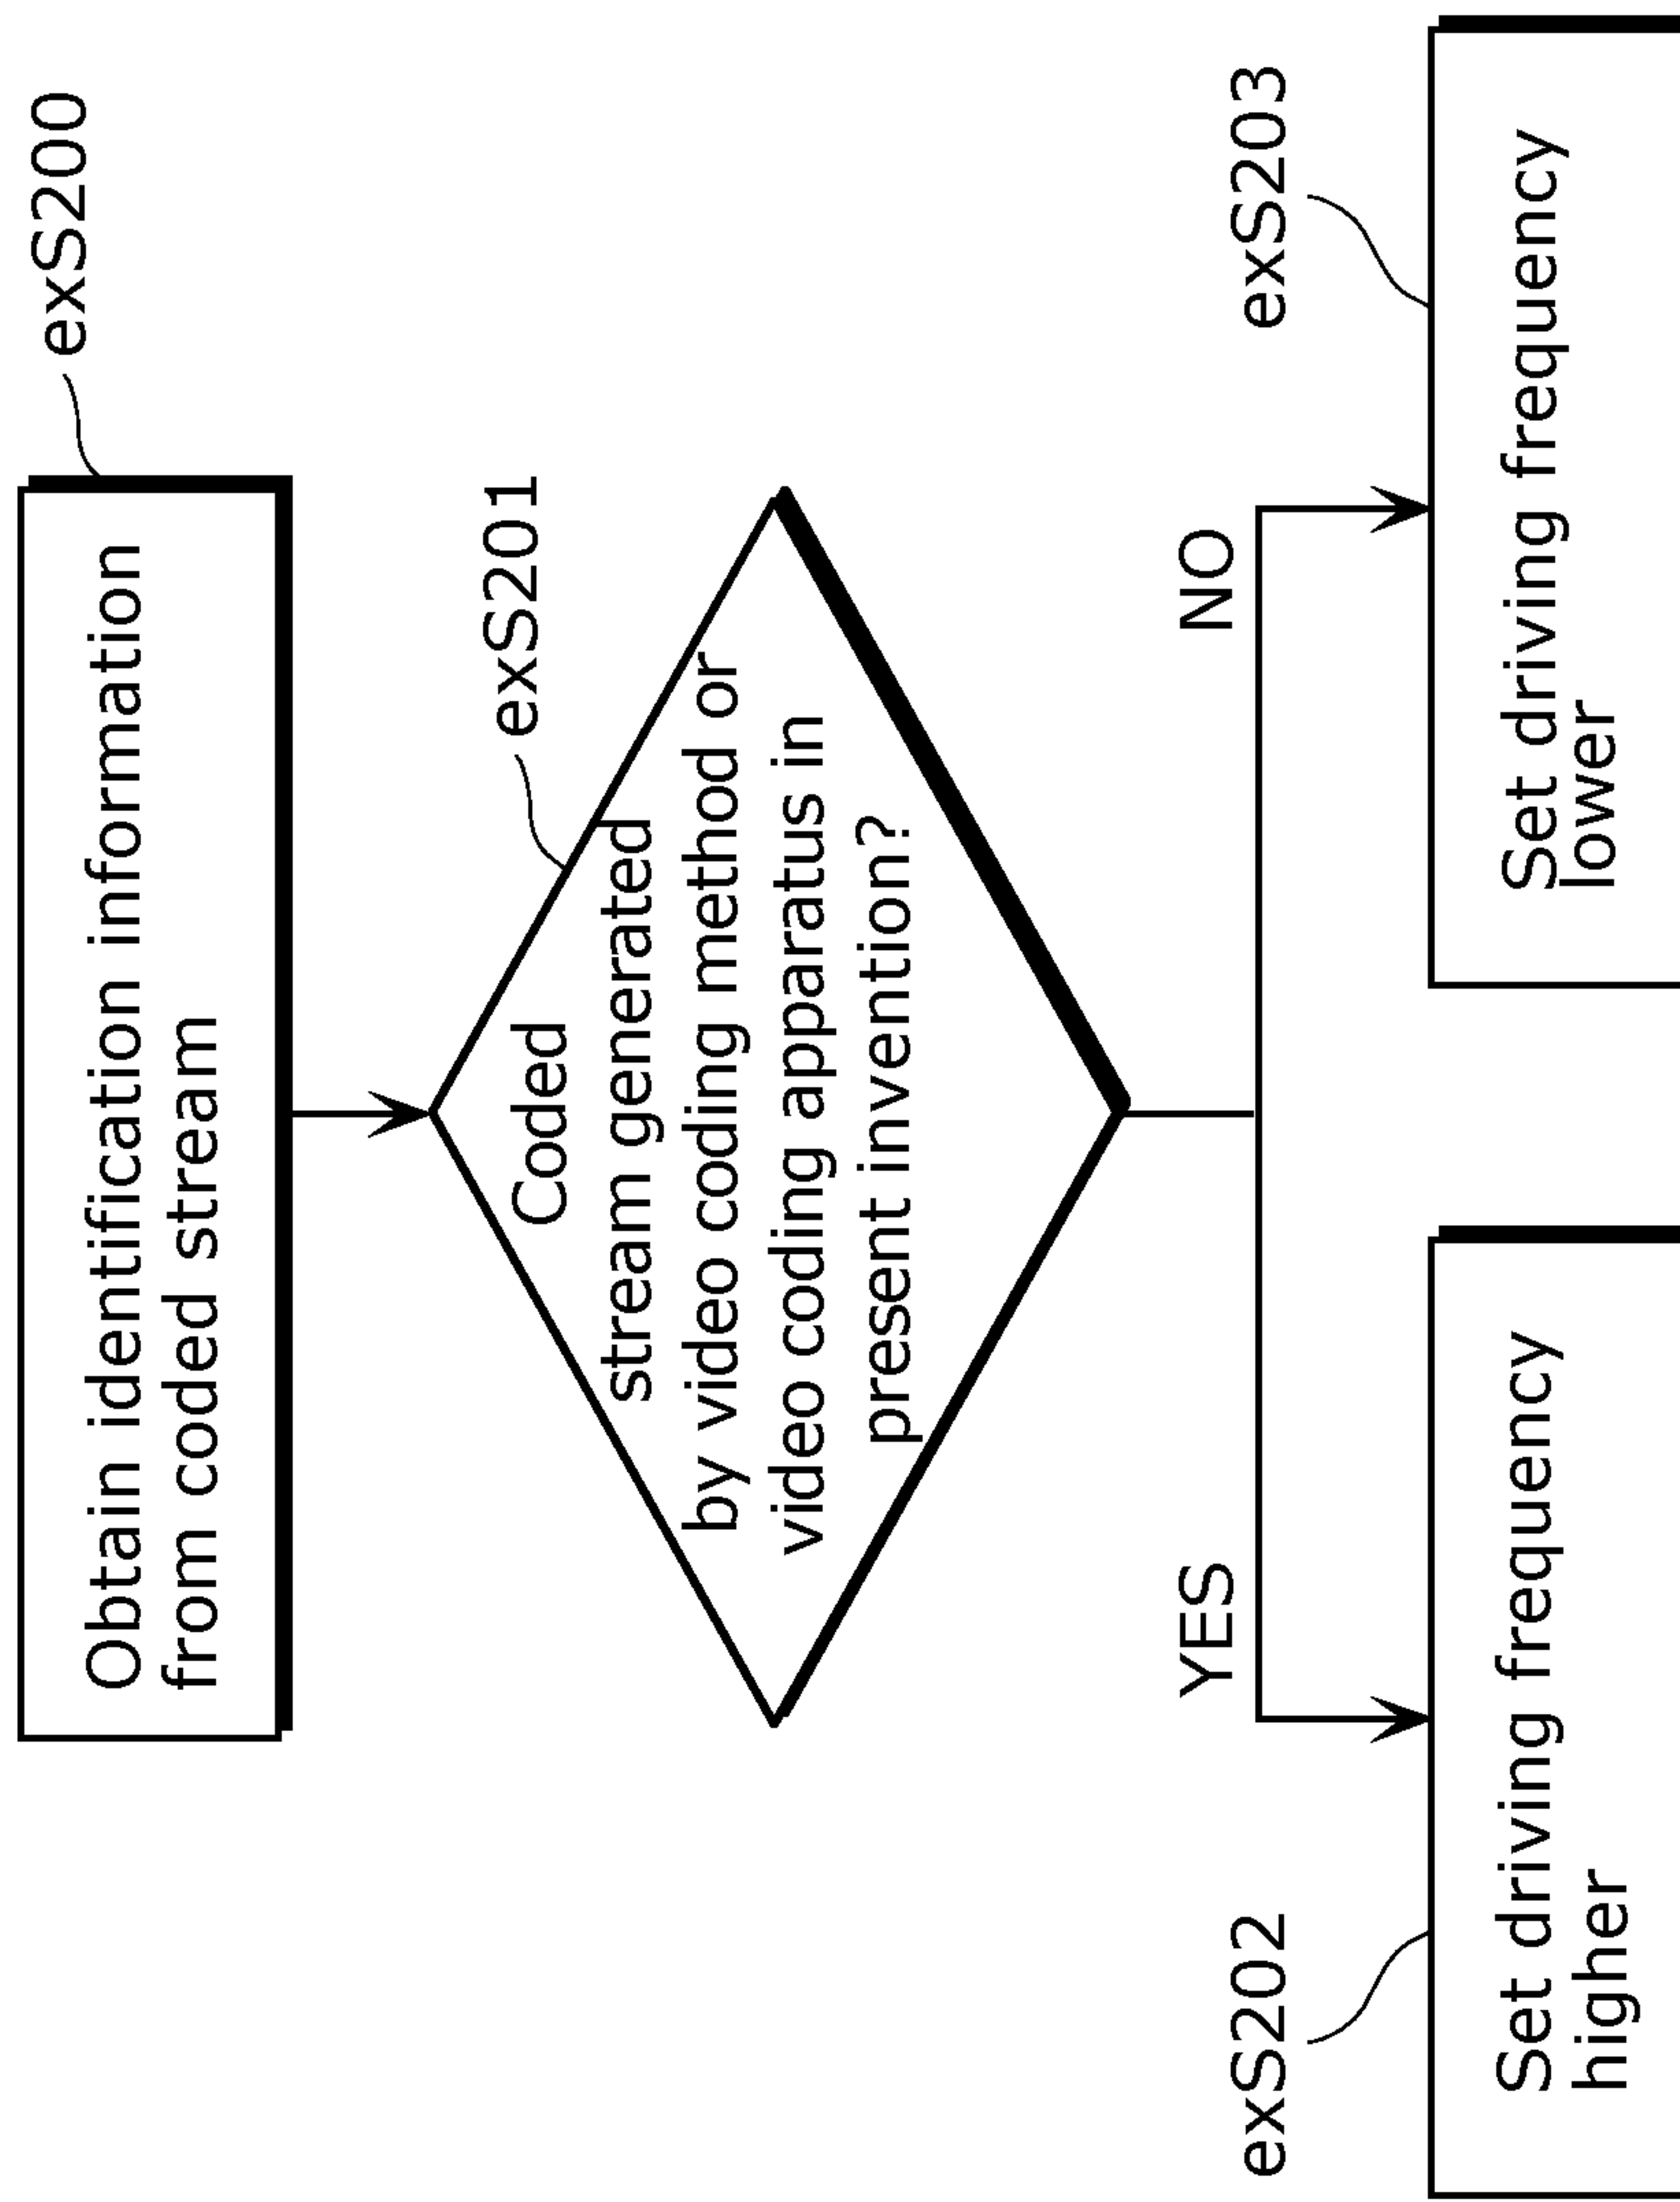 exS200
Obtain identification information
from coded stream
exS201
Coded
stream generated
by video coding method or
video coding apparatus in
present invention?
YES
NO
exS202
Set driving frequency
higher
exS203
Set driving frequency
lower